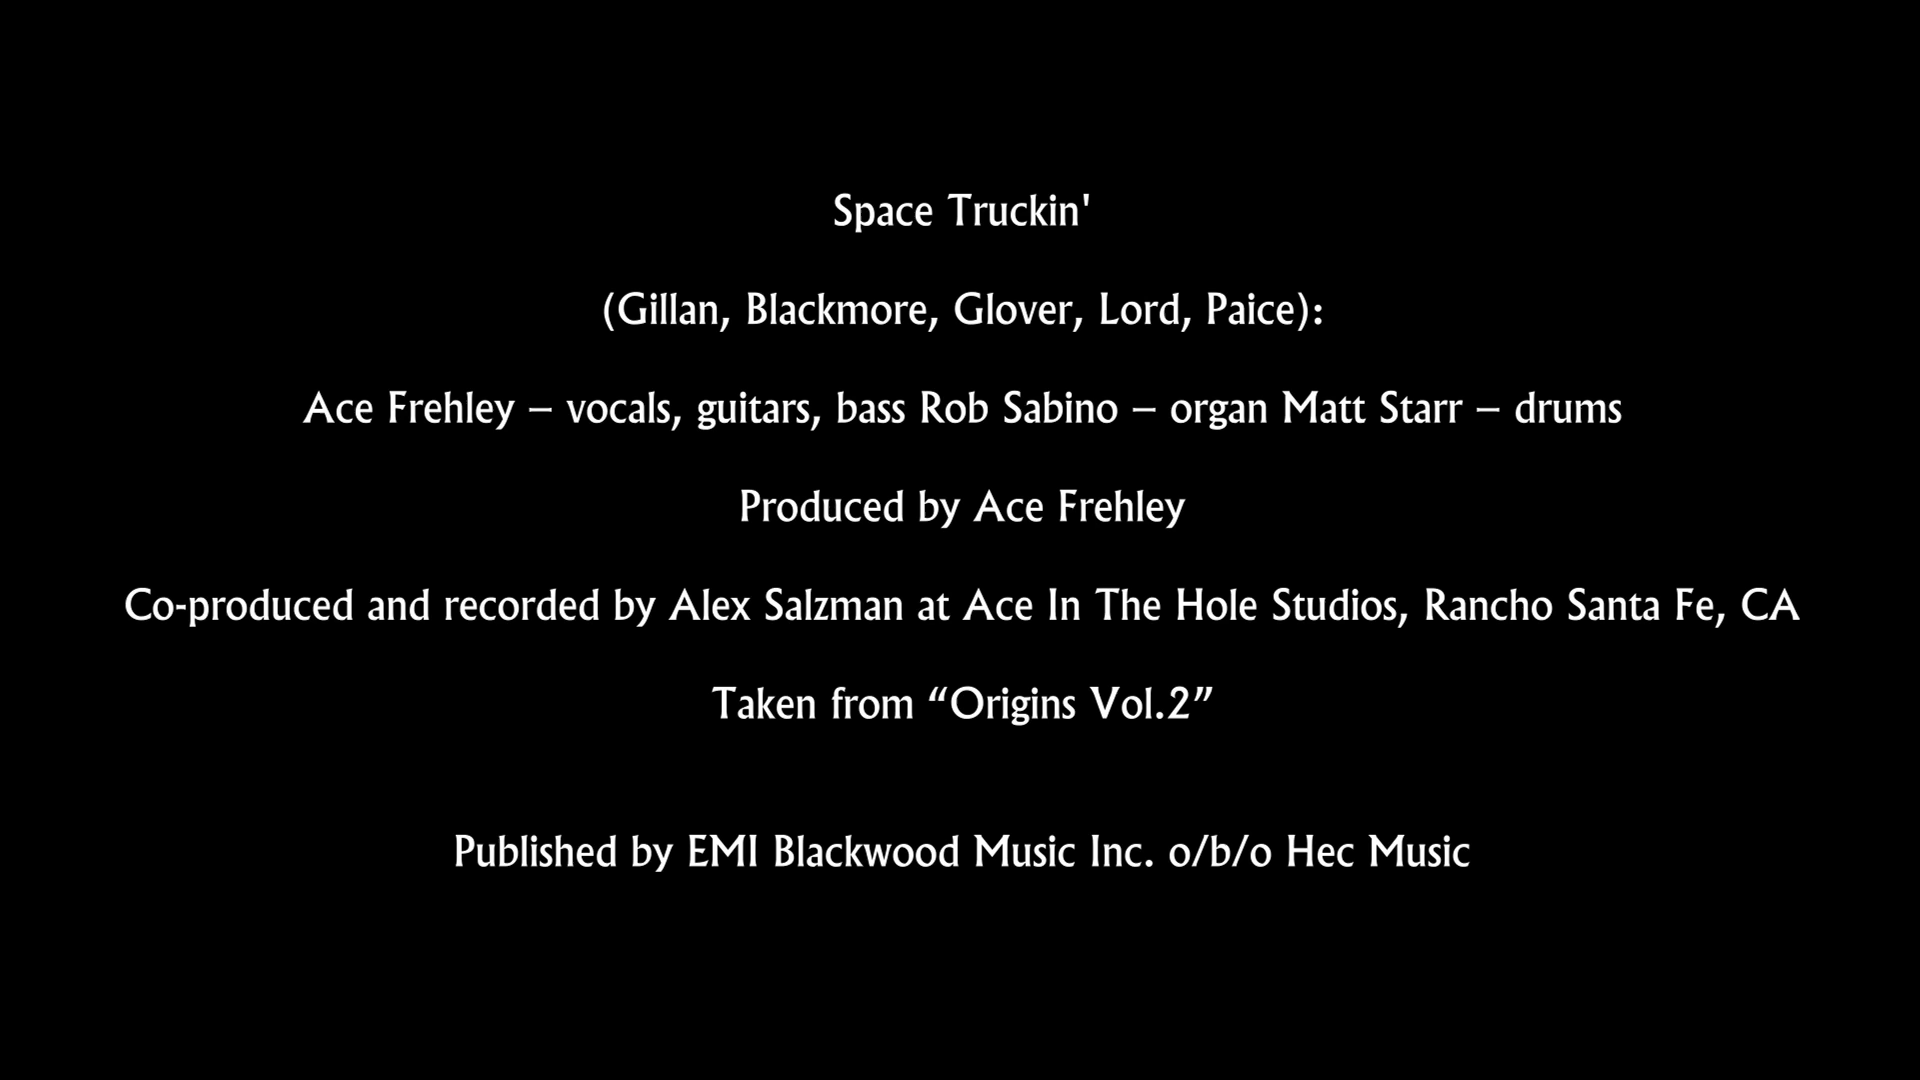 Space Truckin'
(Gillan, Blackmore, Glover, Lord, Paice):
Ace Frehley – vocals, guitars, bass Rob Sabino – organ Matt Starr – drums
Produced by Ace Frehley
Co-produced and recorded by Alex Salzman at Ace In The Hole Studios, Rancho Santa Fe, CA
Taken from “Origins Vol.2”
Published by EMI Blackwood Music Inc. o/b/o Hec Music